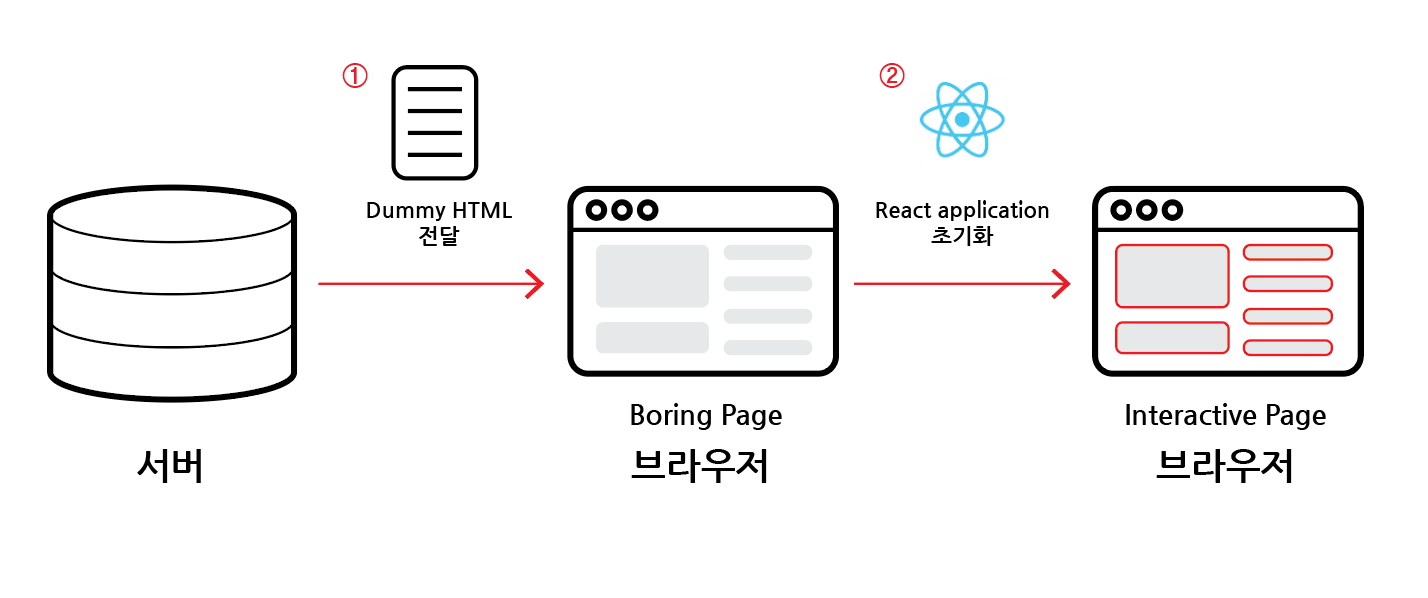 ①
Dummy HTML
전달
②
React application
초기화
서버
Boring Page
브라우저
Interactive Page
브라우저